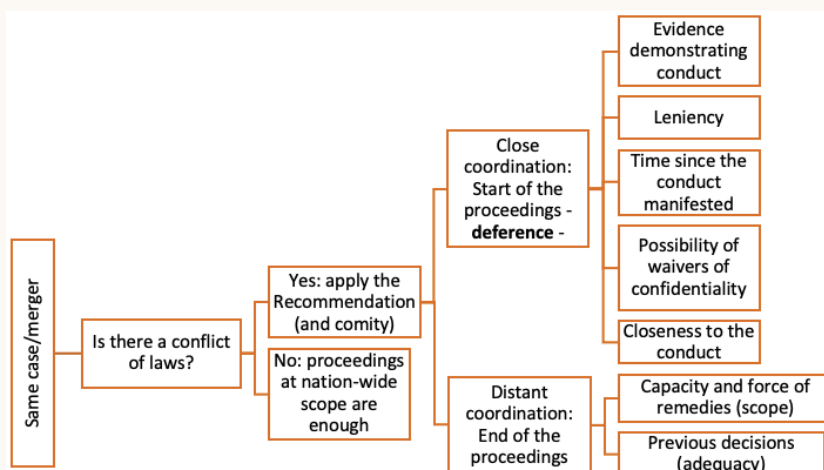 Same case/merger
Is there a conflict
of laws?
Yes: apply the
Recommendation
(and comity)
No: proceedings
at nation-wide
scope are
enough
Close
coordination:
Start of the
proceedings -
deference -
Evidence
demonstrating
conduct
Leniency
Time since the
conduct
manifested
Possibility of
waivers of
confidentiality
Closeness to the
conduct
Distant
coordination:
End of the
proceedings
Capacity and force of
remedies (scope)
Previous decisions
(adequacy)